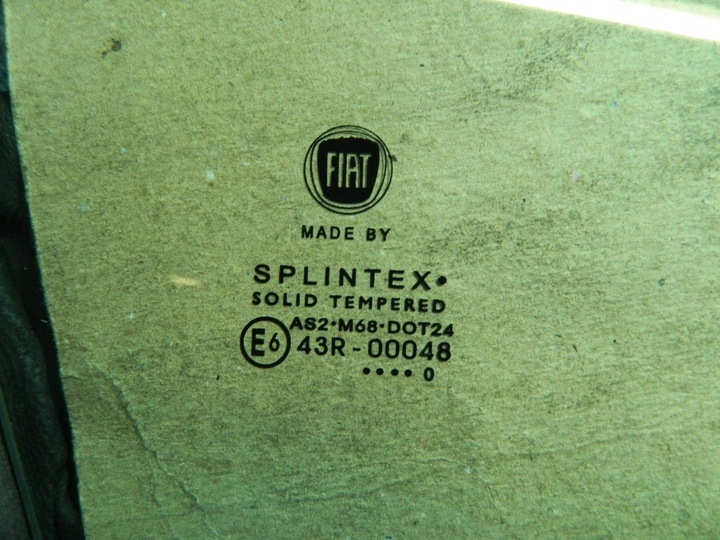 FIAT
MADE BY
SPLINTEX•
SOLID TEMPERED
AS2•M68•DOT24
E6 43R-00048
•••• 0